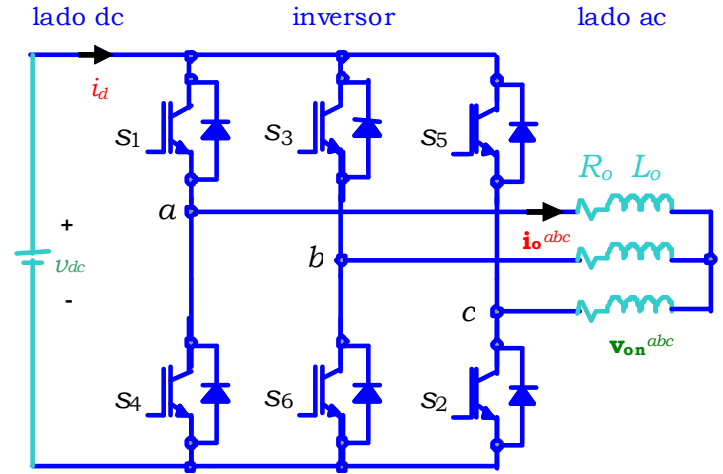 lado dc inversor lado ac
i_d
s1 s3 s5
R_o L_o
a
i_o^abc
+
b
v_dc
c
-
v_on^abc
s4 s6 s2